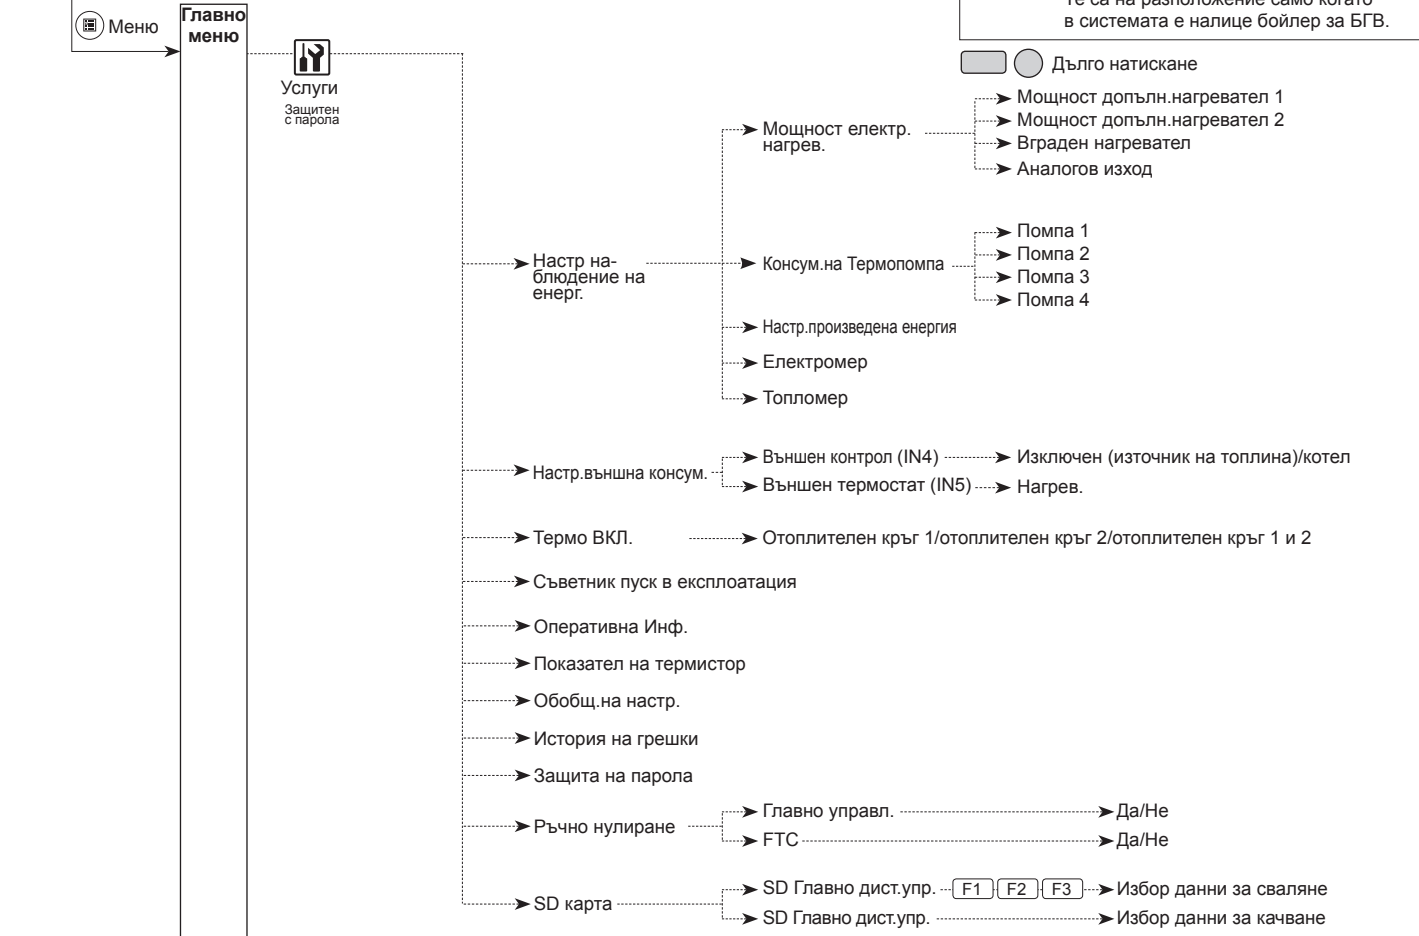 Те са на разположение само когато
в системата е налице бойлер за БГВ.
Меню
Главно
меню
Услуги
Защитен
с парола
Дълго натискане
Настр на-
блюдение на
енерг.
Мощност електр.
нагрев.
Мощност допълн.нагревател 1
Мощност допълн.нагревател 2
Вграден нагревател
Аналогов изход
Консум.на Термопомпа
Помпа 1
Помпа 2
Помпа 3
Помпа 4
Настр.произведена енергия
Електромер
Топломер
Настр.външна консум.
Външен контрол (IN4)
Изключен (източник на топлина)/котел
Външен термостат (IN5)
Нагрев.
Термо ВКЛ.
Отоплителен кръг 1/отоплителен кръг 2/отоплителен кръг 1 и 2
Съветник пуск в експлоатация
Оперативна Инф.
Показател на термистор
Обобщ.на настр.
История на грешки
Защита на парола
Ръчно нулиране
Главно управл.
Да/Не
FTC
Да/Не
SD карта
SD Главно дист.упр.
F1 F2 F3
Избор данни за сваляне
SD Главно дист.упр.
Избор данни за качване